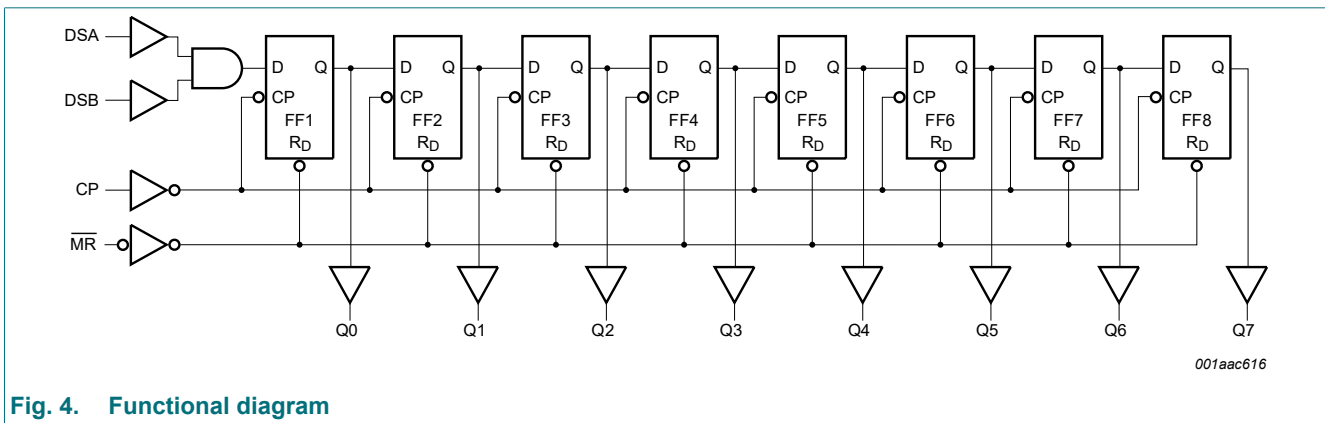 DSA
DSB
D Q D Q D Q D Q D Q D Q D Q D Q
CP CP CP CP CP CP CP CP
FF1 FF2 FF3 FF4 FF5 FF6 FF7 FF8
RD RD RD RD RD RD RD RD
CP
MR
Q0 Q1 Q2 Q3 Q4 Q5 Q6 Q7
001aac616
Fig. 4. Functional diagram